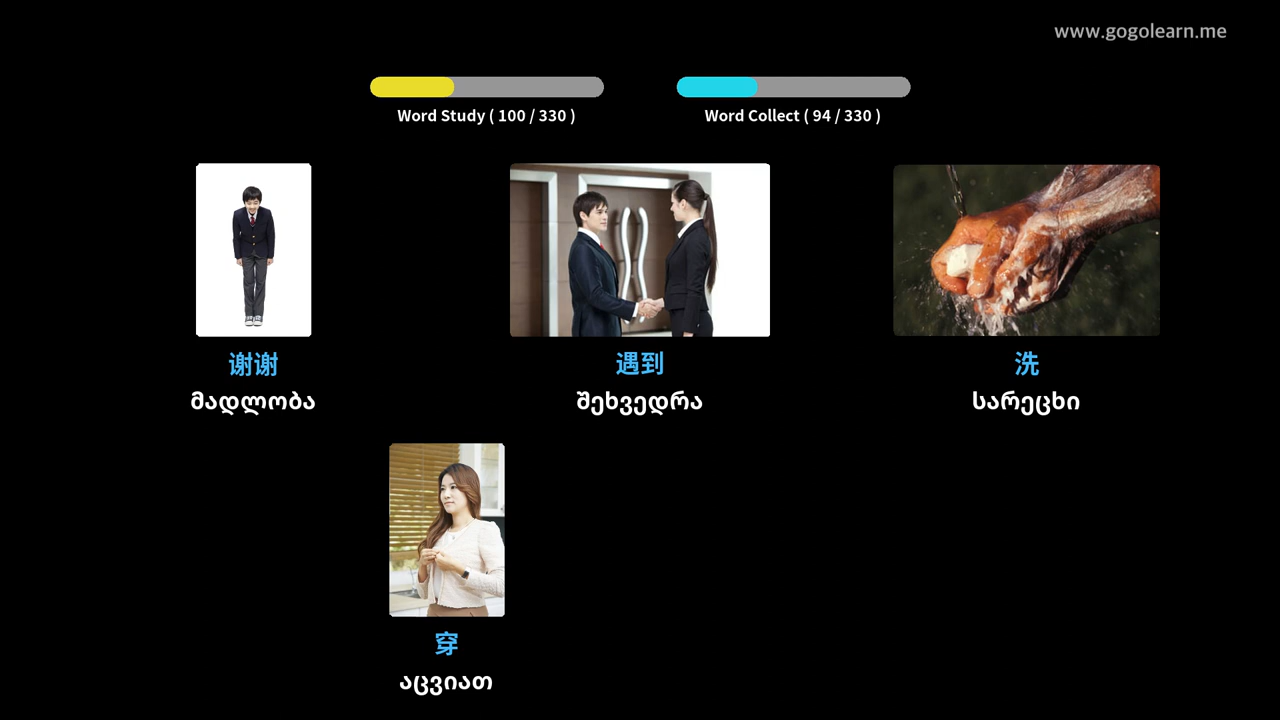 www.gogolearn.me
Word Study ( 100 / 330 )
Word Collect ( 94 / 330 )
谢谢
მადლობა
遇到
შეხვედრა
洗
სარეცხი
穿
აცვიათ